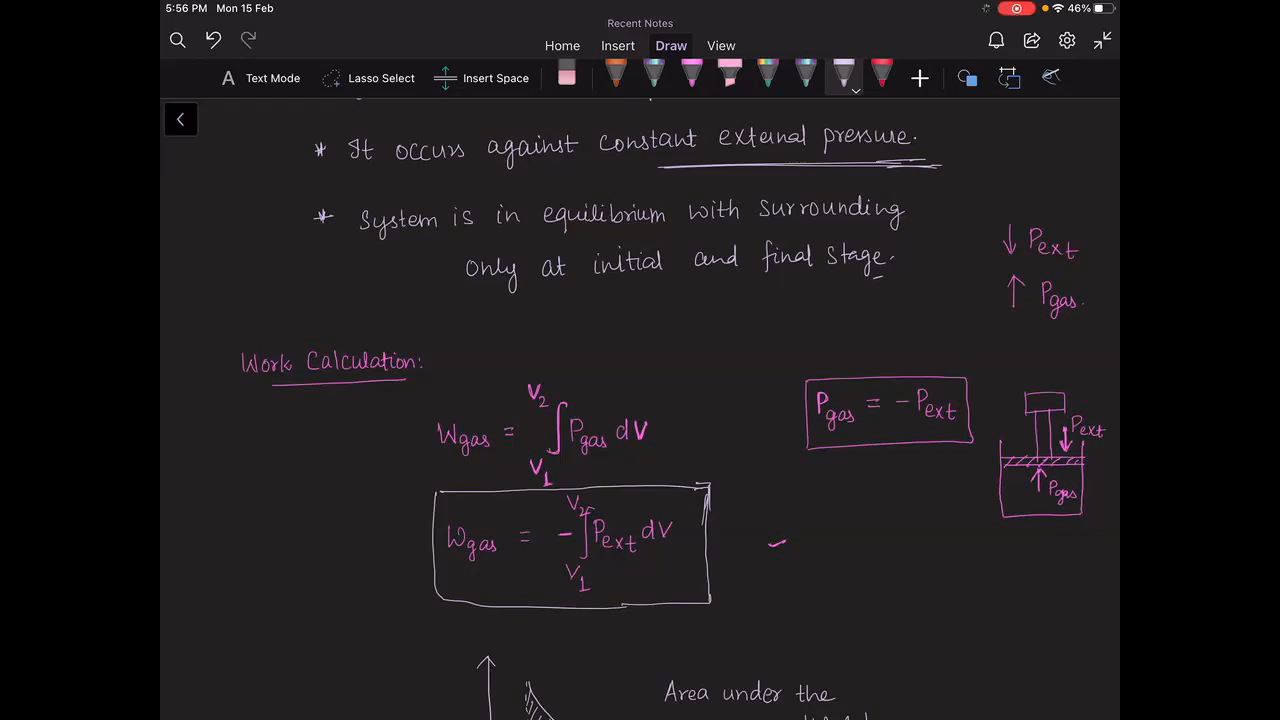 5:56 PM Mon 15 Feb
46%
Recent Notes
Home Insert Draw View
Text Mode
Lasso Select
Insert Space
* It occurs against constant external pressure.
* System is in equilibrium with surrounding
only at initial and final stage.
↓ Pext
↑ Pgas.
Work Calculation:
Wgas = ∫ V1 V2 Pgas dV
Pgas = - Pext
Pext
Pgas
Wgas = - ∫ V1 V2 Pext dV
Area under the